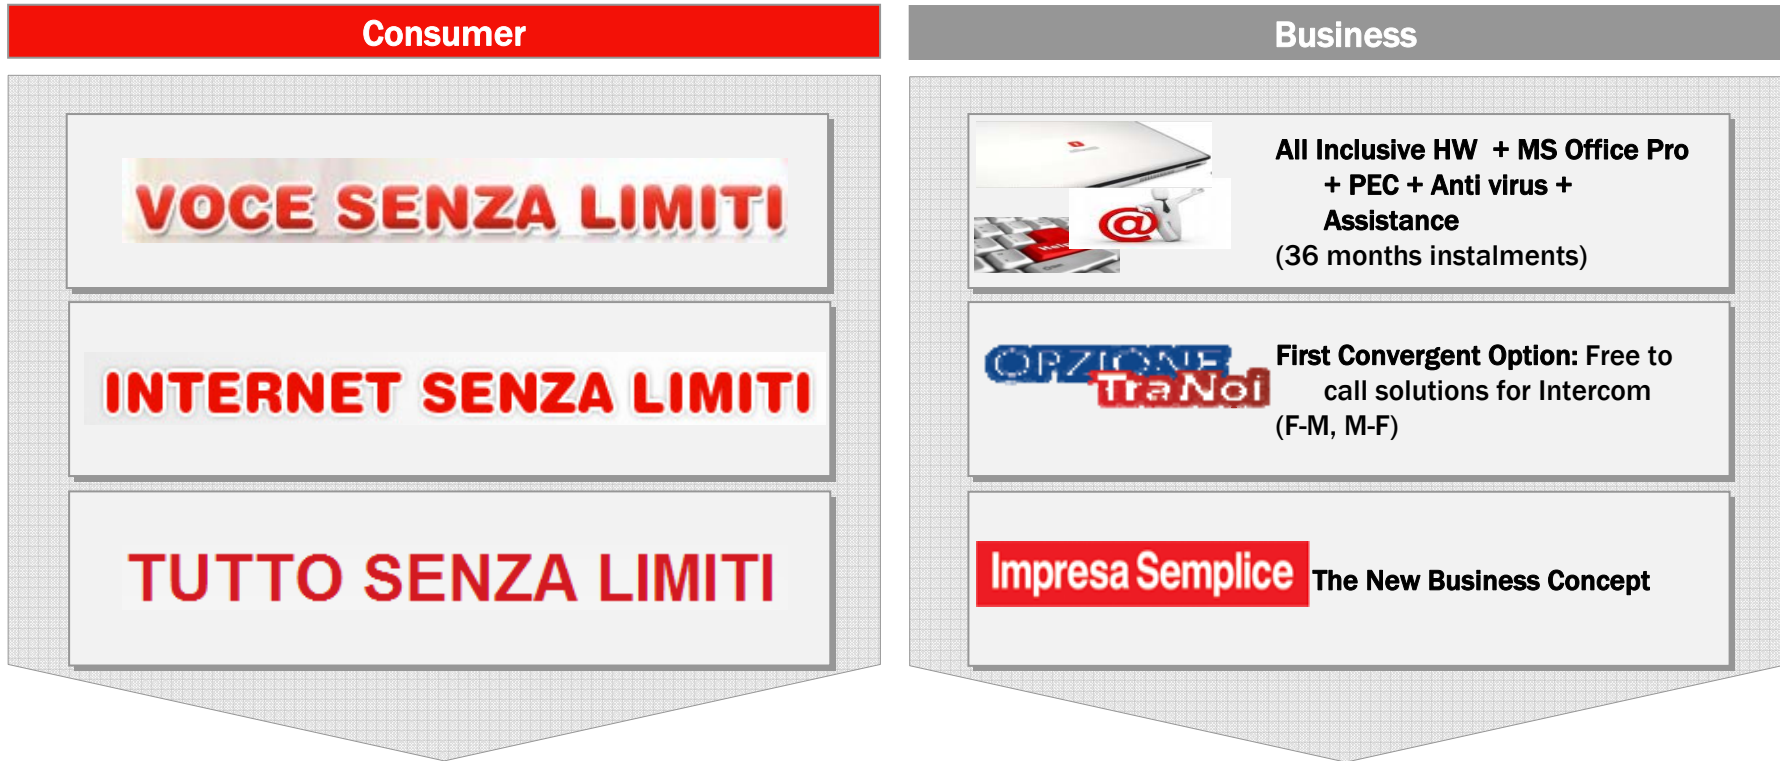 Consumer
VOCE SENZA LIMITI
INTERNET SENZA LIMITI
TUTTO SENZA LIMITI
Business
@
Help
All Inclusive HW + MS Office Pro
+ PEC + Anti virus +
Assistance
(36 months instalments)
OPZIONE
TraNoi
First Convergent Option: Free to
call solutions for Intercom
(F-M, M-F)
Impresa Semplice
The New Business Concept